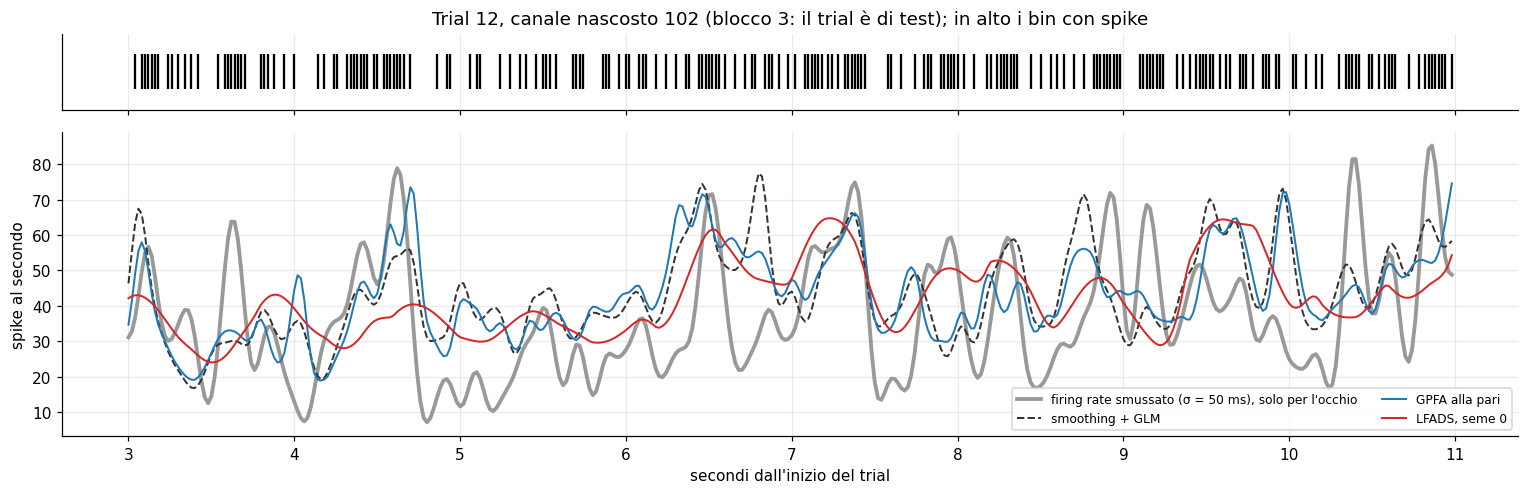 Trial 12, canale nascosto 102 (blocco 3: il trial è di test); in alto i bin con spike
80
70
60
50
40
30
20
10
spike al secondo
firing rate smussato (σ = 50 ms), solo per l'occhio
smoothing + GLM
GPFA alla pari
LFADS, seme 0
3 4 5 6 7 8 9 10 11
secondi dall'inizio del trial